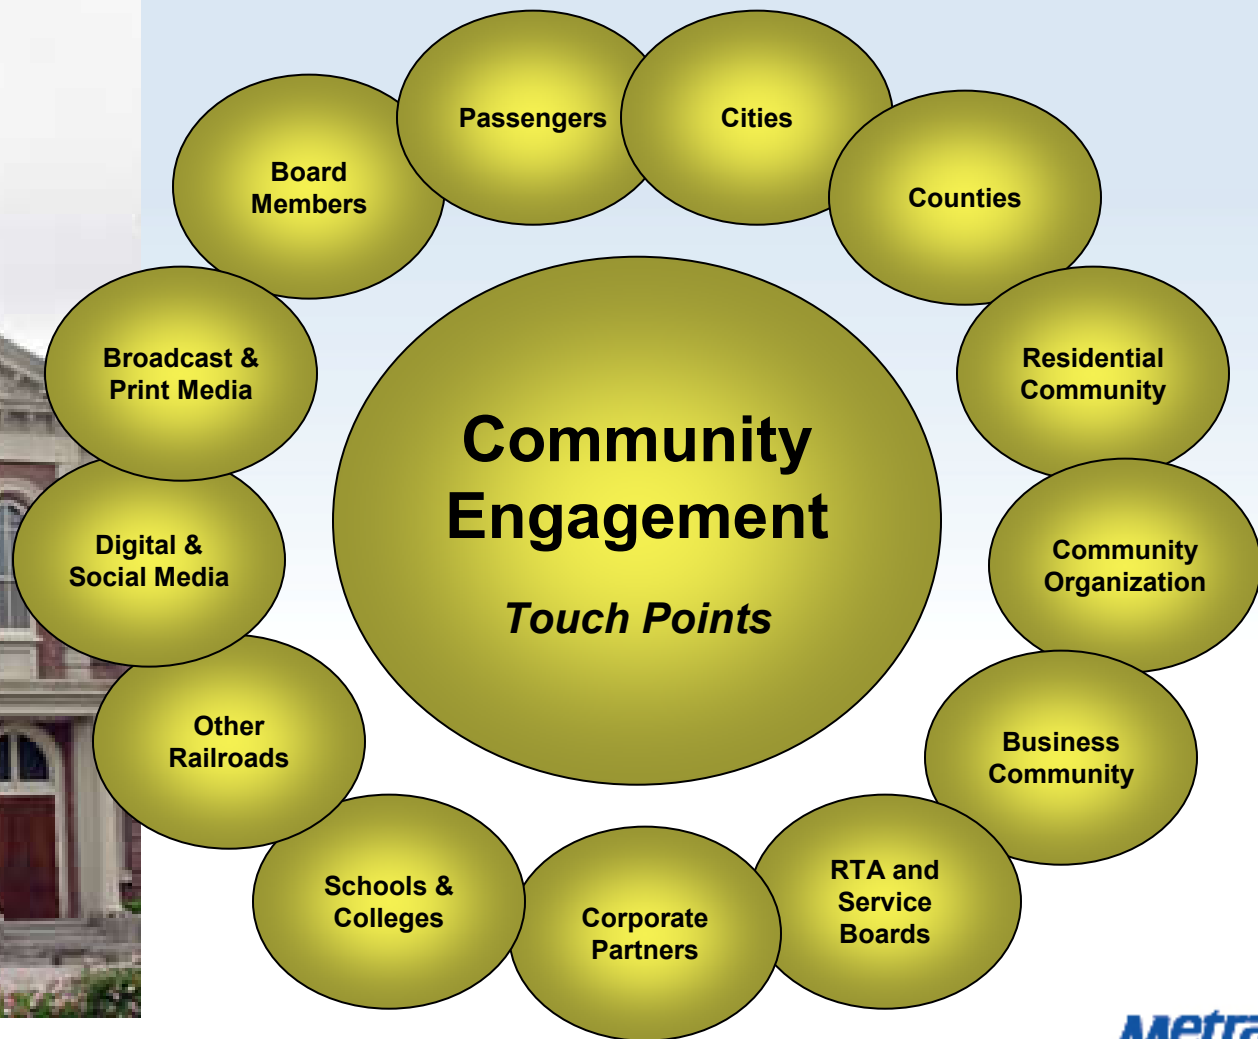 Passengers
Cities
Board
Members
Counties
Broadcast &
Print Media
Residential
Community
Community
Engagement
Touch Points
Digital &
Social Media
Community
Organization
Other
Railroads
Business
Community
Schools &
Colleges
Corporate
Partners
RTA and
Service
Boards
Metra